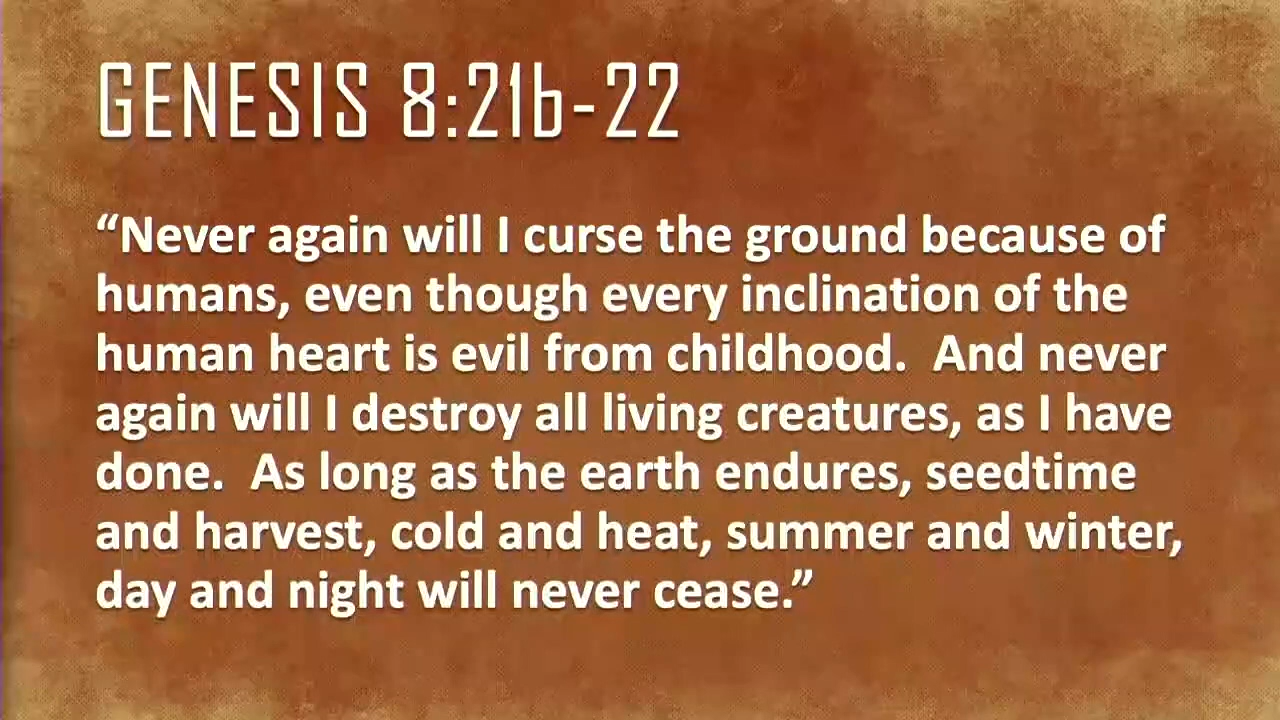 GENESIS 8:21b-22
“Never again will I curse the ground because of
humans, even though every inclination of the
human heart is evil from childhood.  And never
again will I destroy all living creatures, as I have
done.  As long as the earth endures, seedtime
and harvest, cold and heat, summer and winter,
day and night will never cease.”